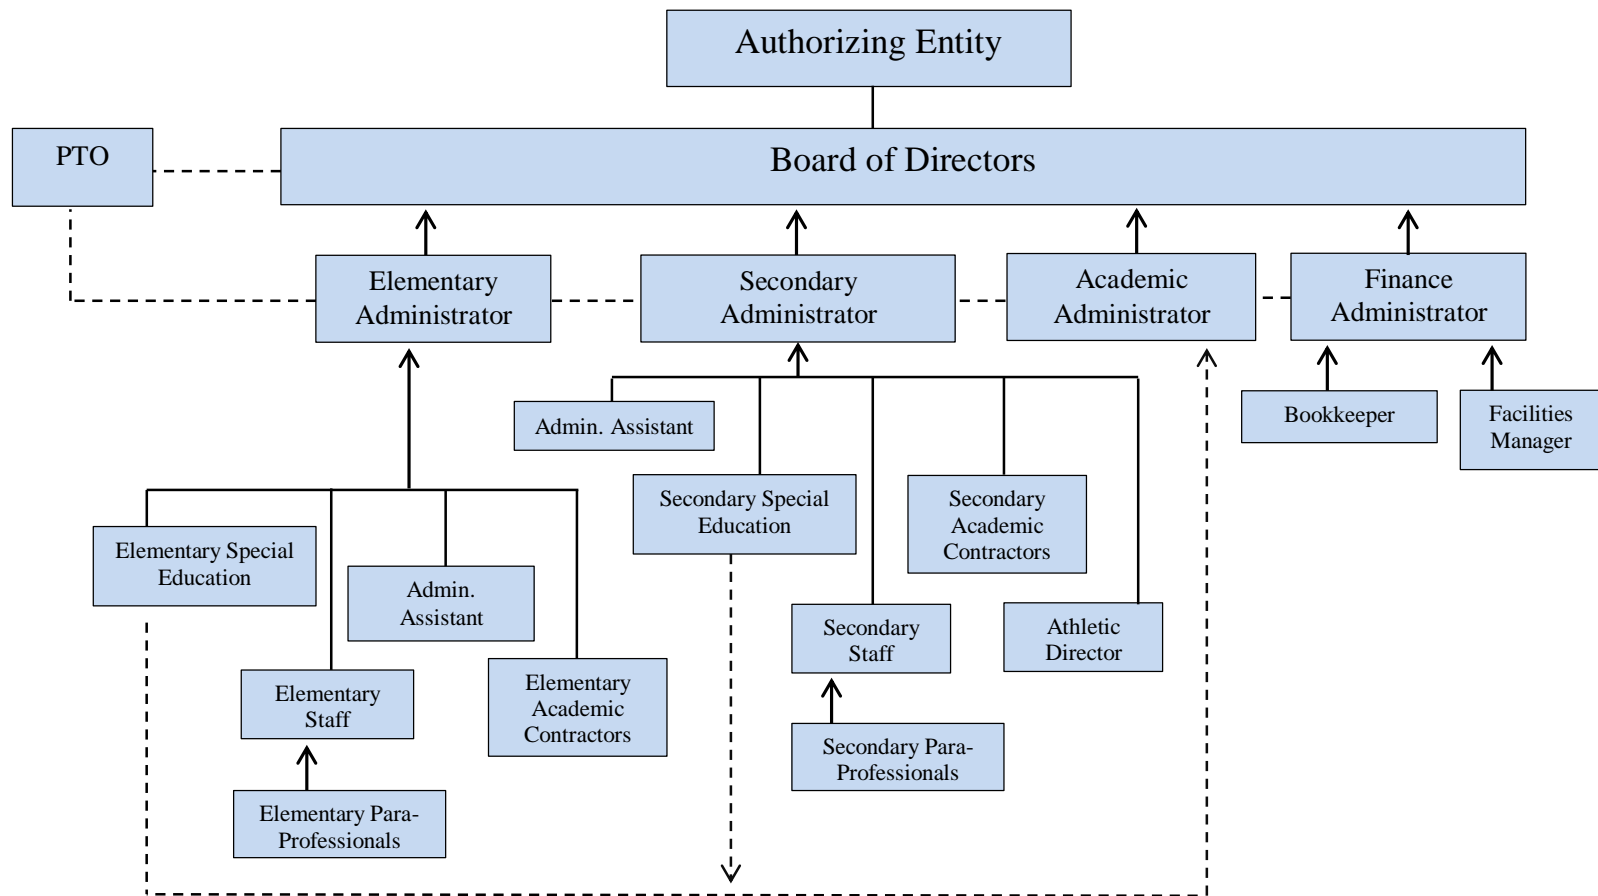 Authorizing Entity
PTO
Board of Directors
Elementary
Administrator
Secondary
Administrator
Academic
Administrator
Finance
Administrator
Admin. Assistant
Bookkeeper
Facilities
Manager
Elementary Special
Education
Admin.
Assistant
Secondary Special
Education
Secondary
Academic
Contractors
Elementary
Staff
Elementary
Academic
Contractors
Secondary
Staff
Athletic
Director
Elementary Para-
Professionals
Secondary Para-
Professionals